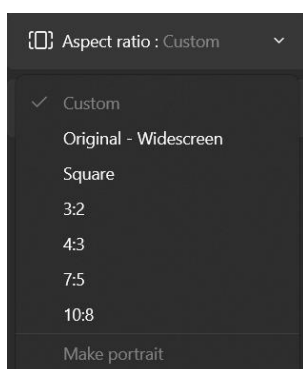 Aspect ratio : Custom
Custom
Original - Widescreen
Square
3:2
4:3
7:5
10:8
Make portrait